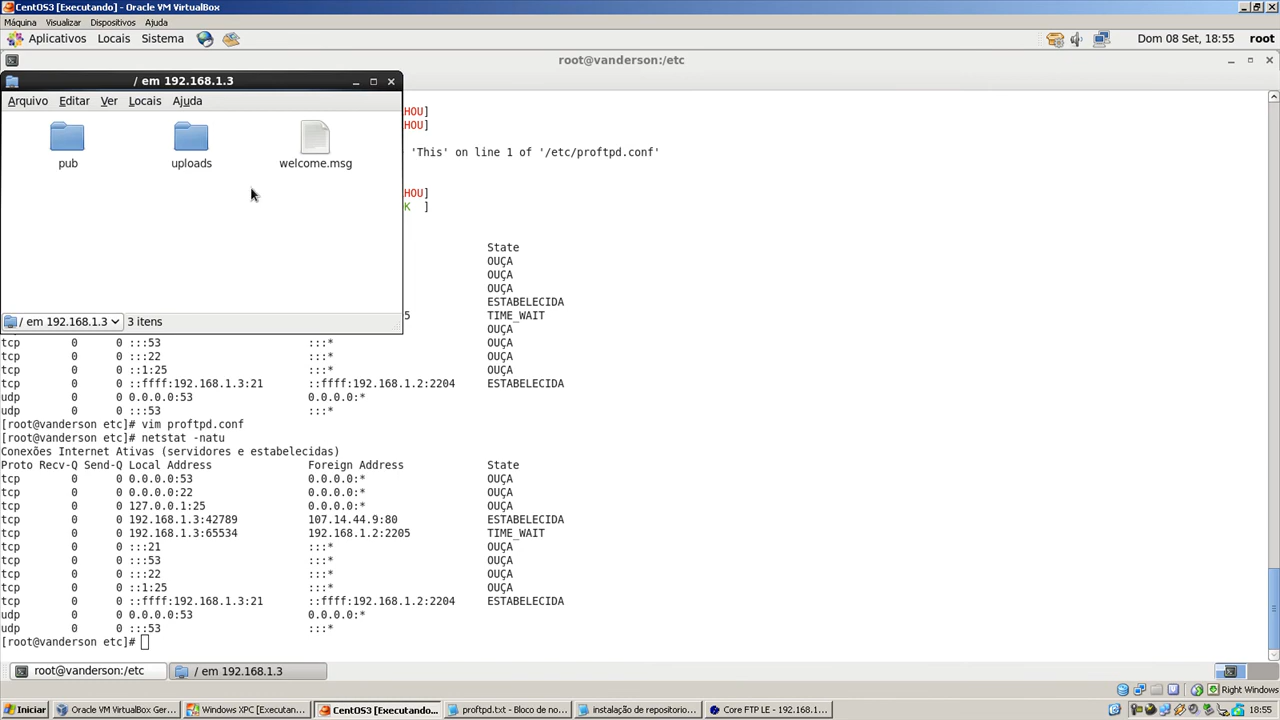 CentOS3 [Executando] - Oracle VM VirtualBox
Máquina Visualizar Dispositivos Ajuda
Aplicativos Locais Sistema Dom 08 Set, 18:55 root
root@vanderson:/etc
/ em 192.168.1.3
Arquivo Editar Ver Locais Ajuda
pub uploads welcome.msg
/ em 192.168.1.3 3 itens
HOU]
HOU]
'This' on line 1 of '/etc/proftpd.conf'
HOU]
K ]
State
OUÇA
OUÇA
OUÇA
ESTABELECIDA
5 TIME_WAIT
OUÇA
tcp 0 0 :::53 :::* OUÇA
tcp 0 0 :::22 :::* OUÇA
tcp 0 0 ::1:25 :::* OUÇA
tcp 0 0 ::ffff:192.168.1.3:21 ::ffff:192.168.1.2:2204 ESTABELECIDA
udp 0 0 0.0.0.0:53 0.0.0.0:*
udp 0 0 :::53 :::*
[root@vanderson etc]# vim proftpd.conf
[root@vanderson etc]# netstat -natu
Conexões Internet Ativas (servidores e estabelecidas)
Proto Recv-Q Send-Q Local Address Foreign Address State
tcp 0 0 0.0.0.0:53 0.0.0.0:* OUÇA
tcp 0 0 0.0.0.0:22 0.0.0.0:* OUÇA
tcp 0 0 127.0.0.1:25 0.0.0.0:* OUÇA
tcp 0 0 192.168.1.3:42789 107.14.44.9:80 ESTABELECIDA
tcp 0 0 192.168.1.3:65534 192.168.1.2:2205 TIME_WAIT
tcp 0 0 :::21 :::* OUÇA
tcp 0 0 :::53 :::* OUÇA
tcp 0 0 :::22 :::* OUÇA
tcp 0 0 ::1:25 :::* OUÇA
tcp 0 0 ::ffff:192.168.1.3:21 ::ffff:192.168.1.2:2204 ESTABELECIDA
udp 0 0 0.0.0.0:53 0.0.0.0:*
udp 0 0 :::53 :::*
[root@vanderson etc]#
root@vanderson:/etc / em 192.168.1.3
Right Windows
Iniciar Oracle VM VirtualBox Ger... Windows XPC [Executan... CentOS3 [Executando]... proftpd.txt - Bloco de no... instalação de repositorio... Core FTP LE - 192.168.1... 18:55